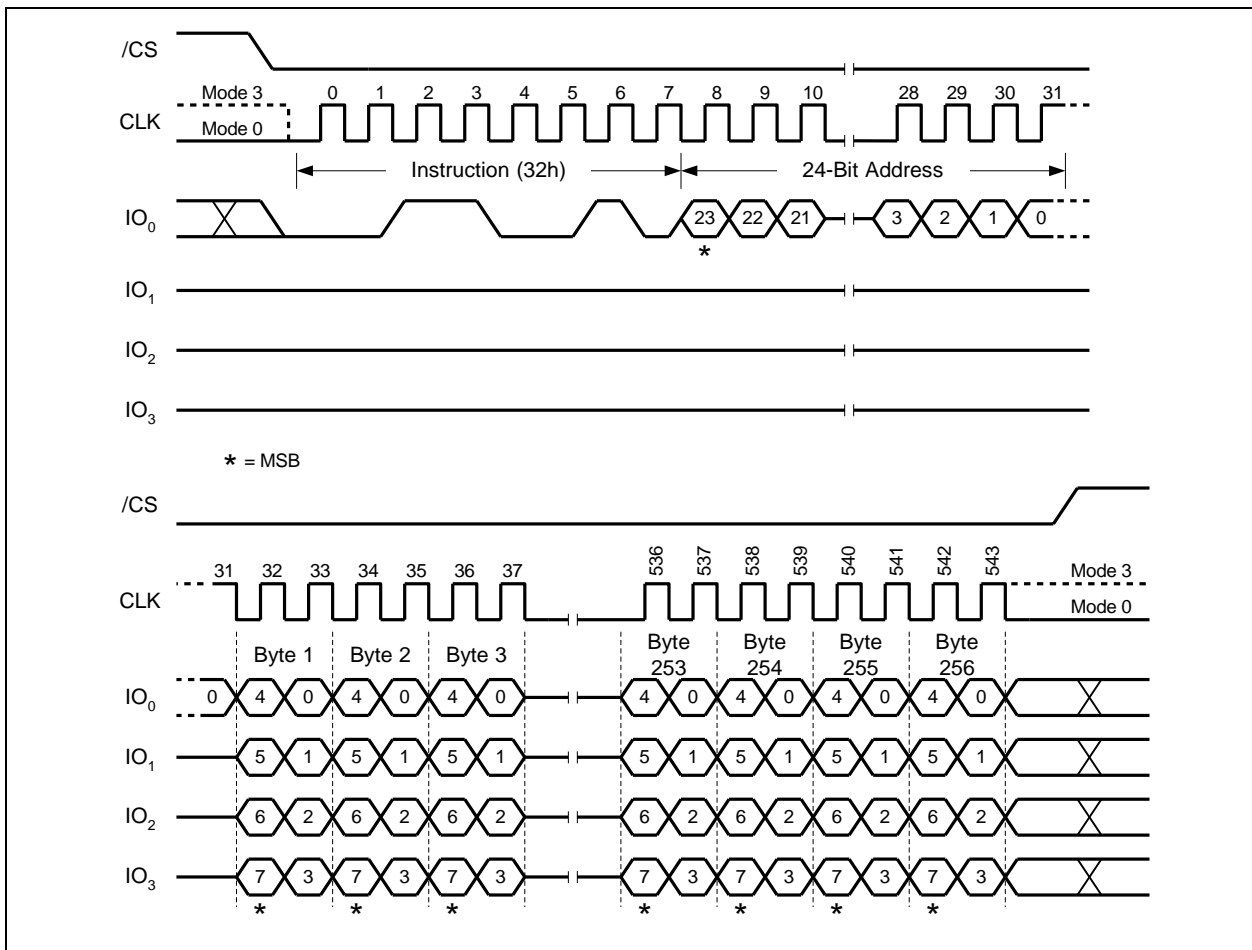 /CS
Mode 3 0 1 2 3 4 5 6 7 8 9 10 28 29 30 31
CLK
Mode 0
Instruction (32h) 24-Bit Address
IO0 23 22 21 3 2 1 0
*
IO1
IO2
IO3
* = MSB
/CS
31 32 33 34 35 36 37 536 537 538 539 540 541 542 543
Mode 3
CLK
Mode 0
Byte 1 Byte 2 Byte 3 Byte 253 Byte 254 Byte 255 Byte 256
IO0 0 4 0 4 0 4 0 4 0 4 0 4 0 4 0
IO1 5 1 5 1 5 1 5 1 5 1 5 1 5 1
IO2 6 2 6 2 6 2 6 2 6 2 6 2 6 2
IO3 7 3 7 3 7 3 7 3 7 3 7 3 7 3
* * * * * * *